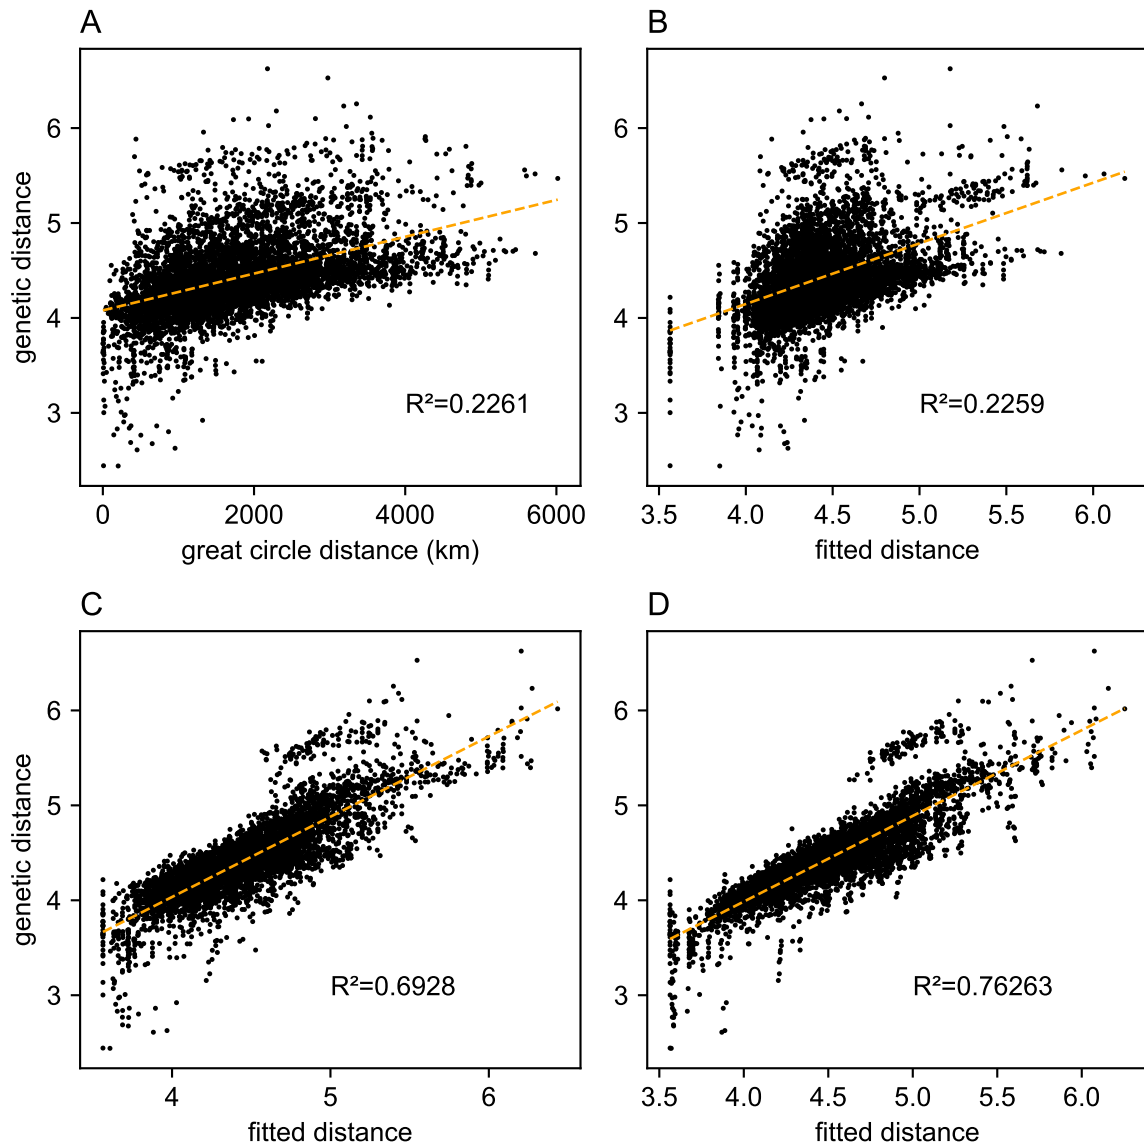 A
genetic distance
6
5
4
3
R²=0.2261
0 2000 4000 6000
great circle distance (km)
B
6
5
4
3
R²=0.2259
3.5 4.0 4.5 5.0 5.5 6.0
fitted distance
C
genetic distance
6
5
4
3
R²=0.6928
4 5 6
fitted distance
D
6
5
4
3
R²=0.76263
3.5 4.0 4.5 5.0 5.5 6.0
fitted distance